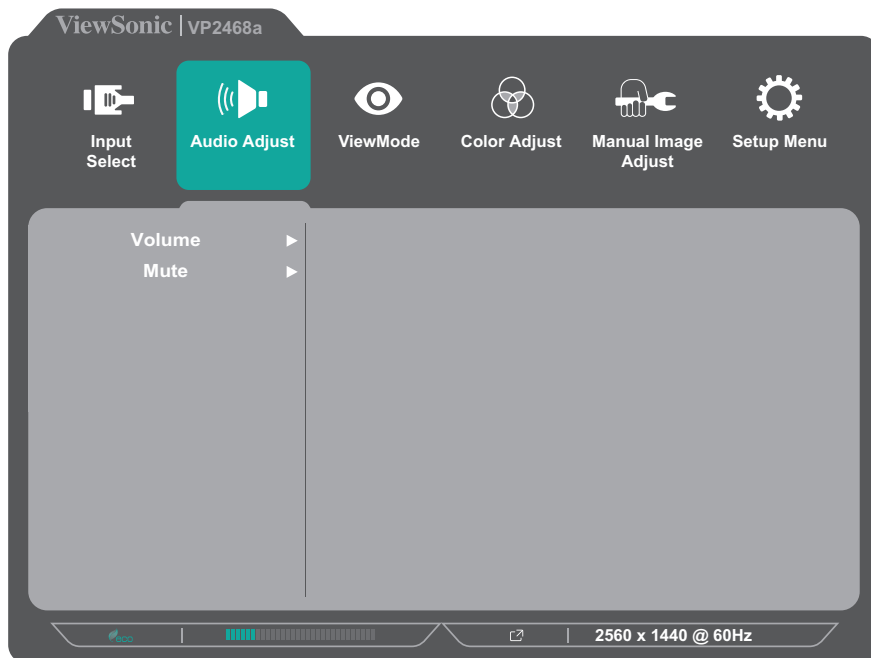 ViewSonic | VP2468a
Input Select
Audio Adjust
ViewMode
Color Adjust
Manual Image Adjust
Setup Menu
Volume
Mute
eco
2560 x 1440 @ 60Hz